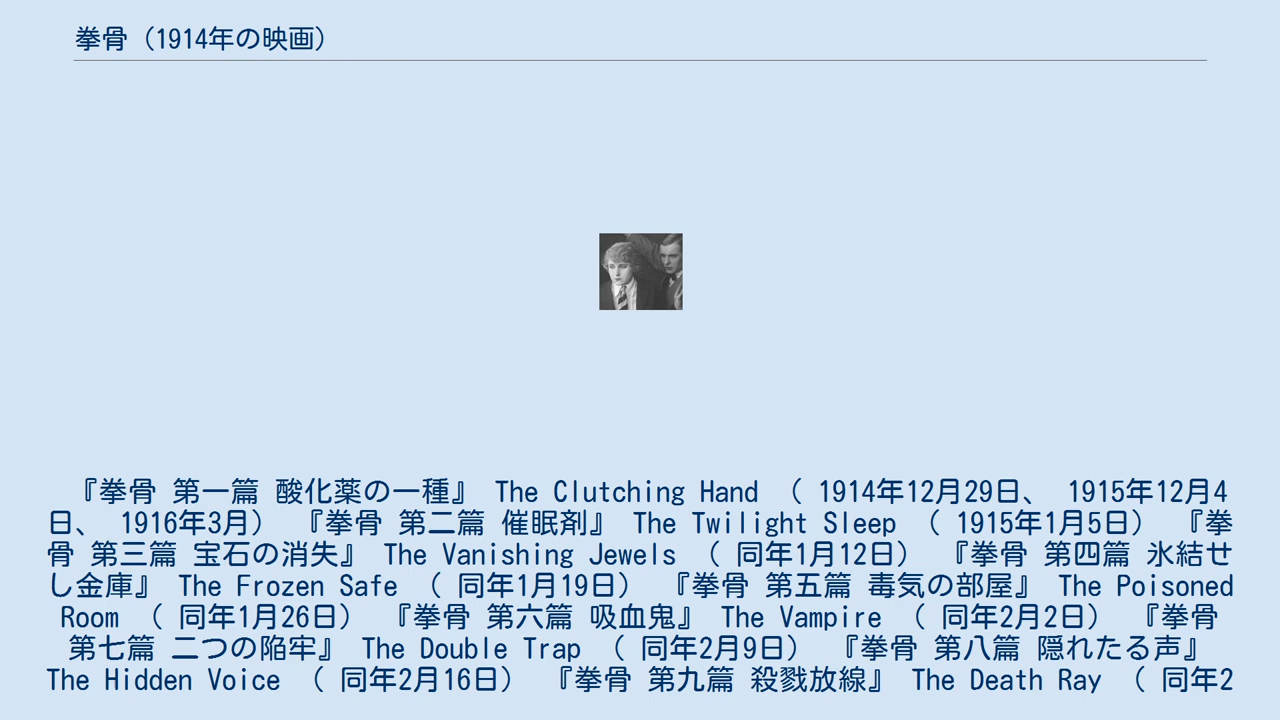 拳骨（1914年の映画）
『拳骨 第一篇 酸化薬の一種』 The Clutching Hand （ 1914年12月29日、 1915年12月4
日、 1916年3月） 『拳骨 第二篇 催眠剤』 The Twilight Sleep （ 1915年1月5日） 『拳
骨 第三篇 宝石の消失』 The Vanishing Jewels （ 同年1月12日） 『拳骨 第四篇 氷結せ
し金庫』 The Frozen Safe （ 同年1月19日） 『拳骨 第五篇 毒気の部屋』 The Poisoned
Room （ 同年1月26日） 『拳骨 第六篇 吸血鬼』 The Vampire （ 同年2月2日） 『拳骨
第七篇 二つの陥牢』 The Double Trap （ 同年2月9日） 『拳骨 第八篇 隠れたる声』
The Hidden Voice （ 同年2月16日） 『拳骨 第九篇 殺戮放線』 The Death Ray （ 同年2